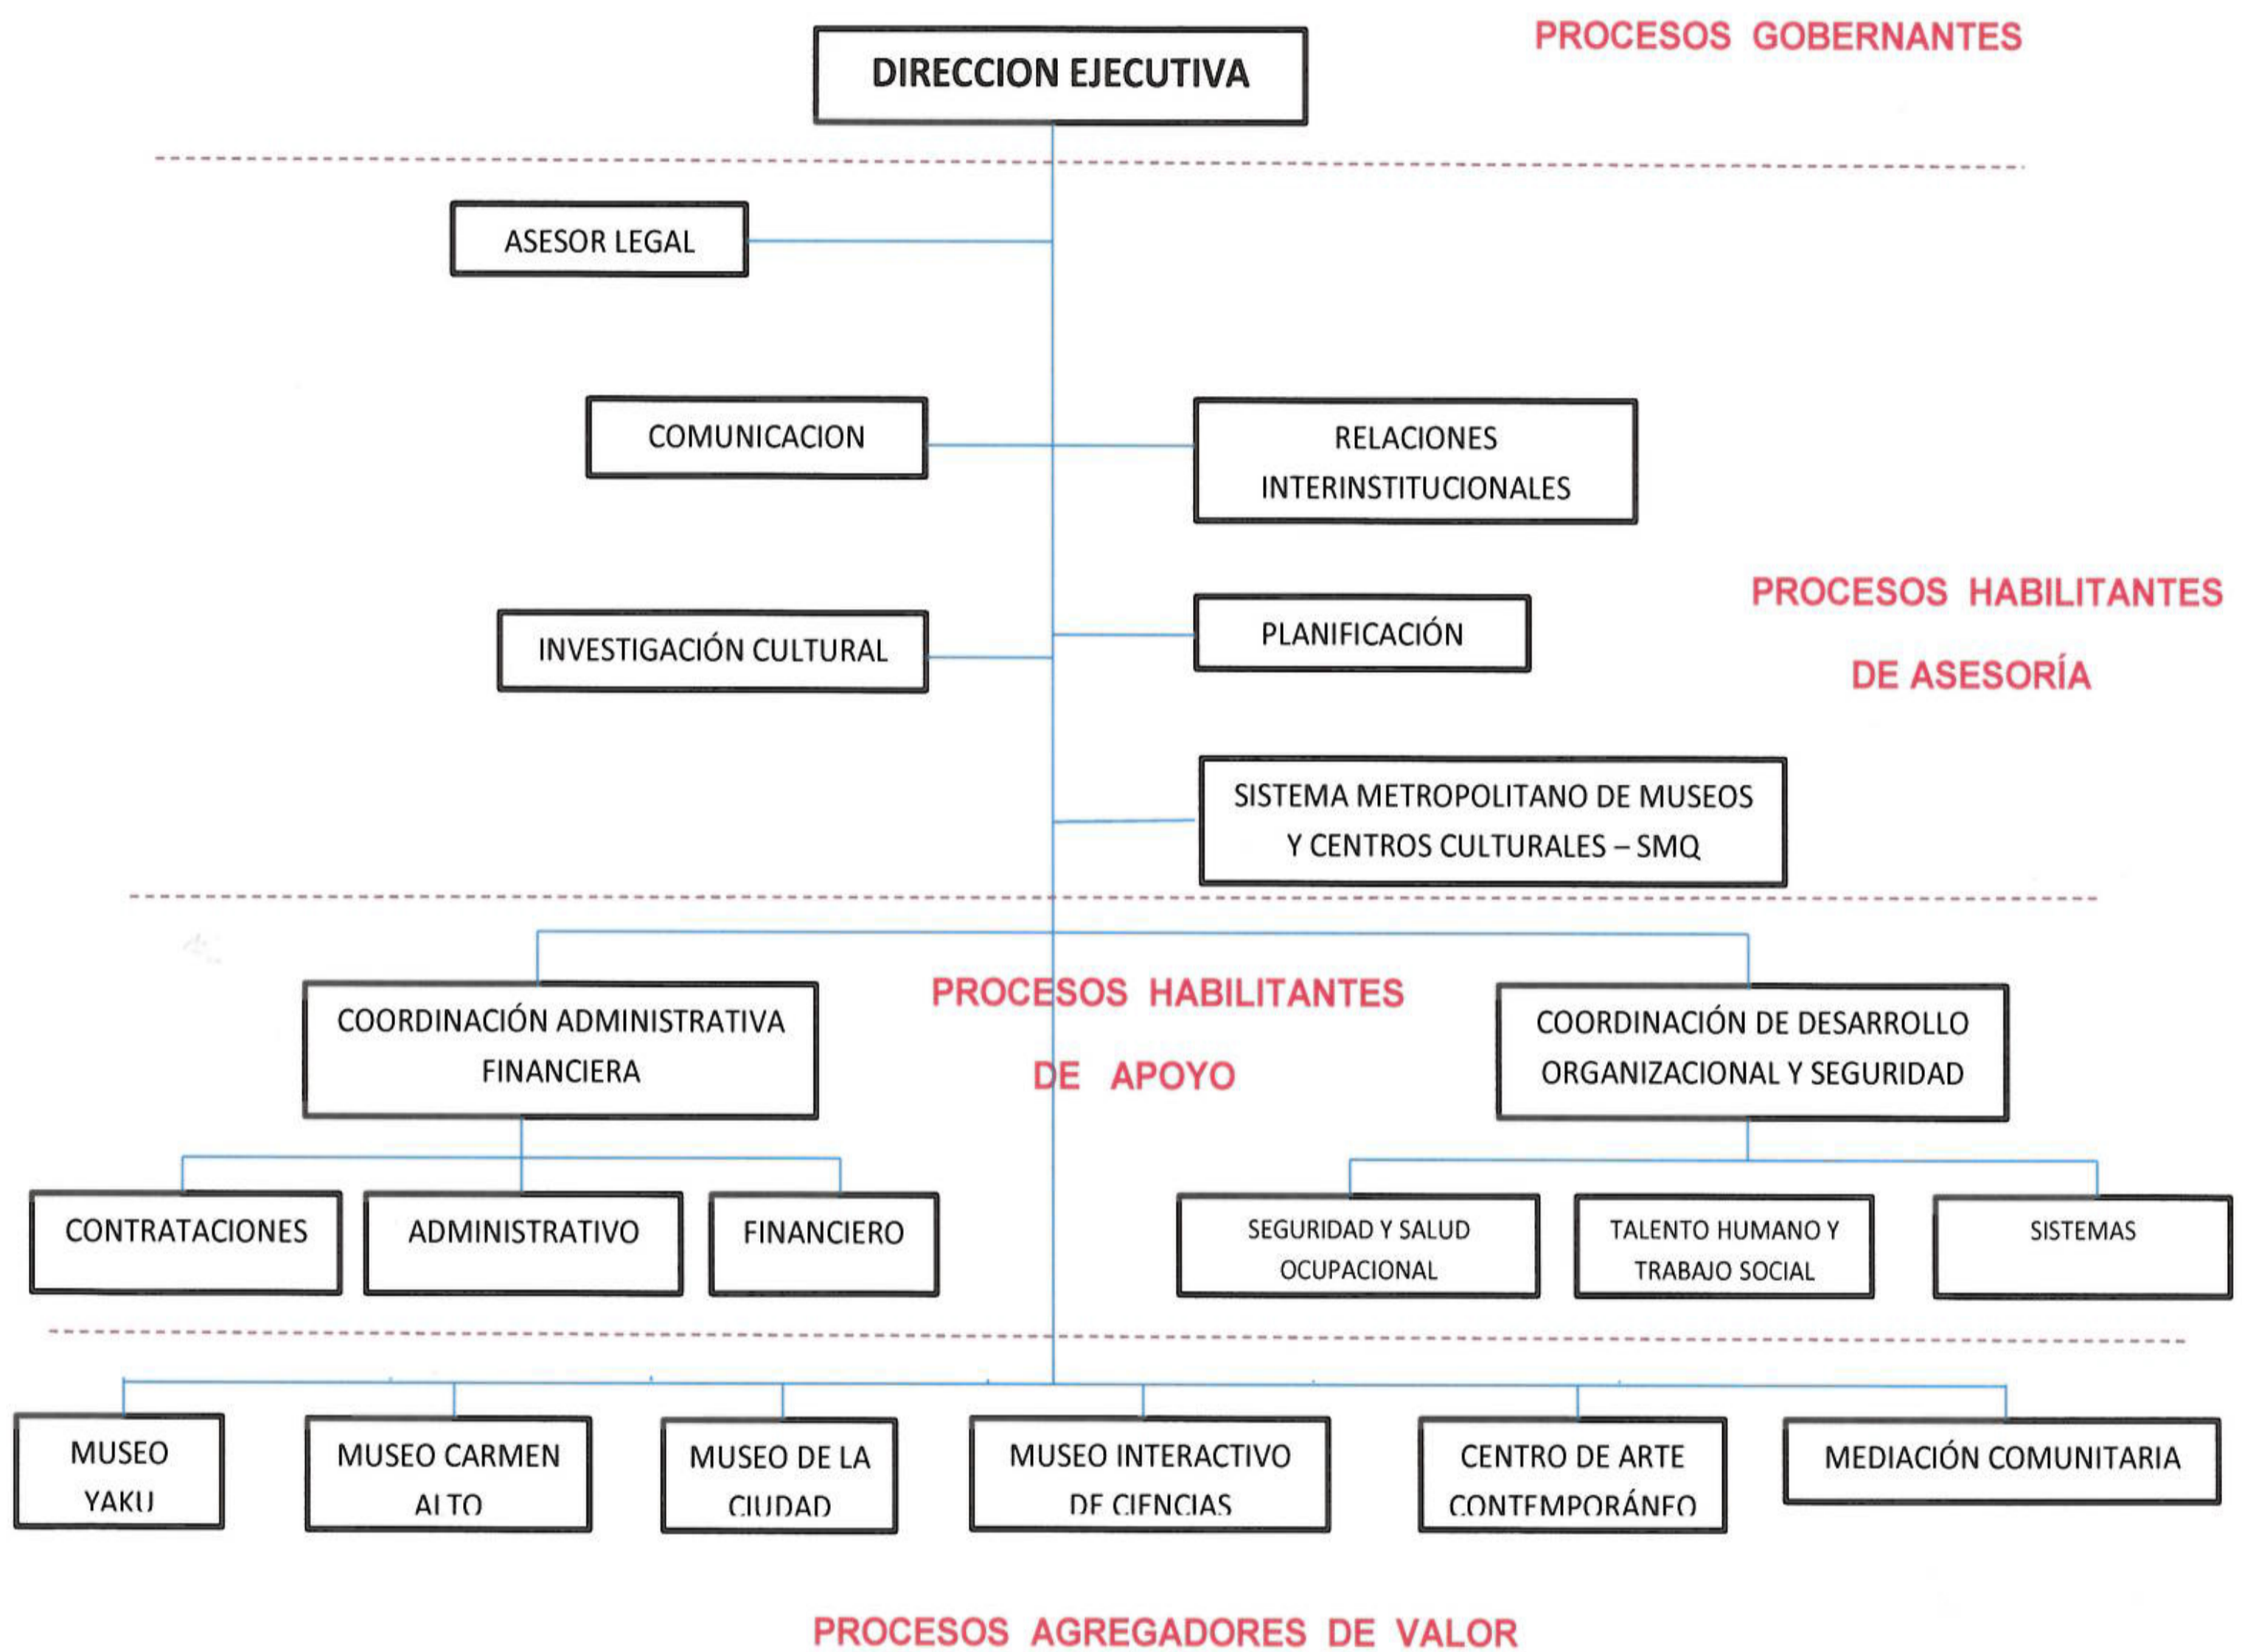 PROCESOS GOBERNANTES
DIRECCION EJECUTIVA
ASESOR LEGAL
COMUNICACION
RELACIONES
INTERINSTITUCIONALES
PROCESOS HABILITANTES
DE ASESORÍA
INVESTIGACIÓN CULTURAL
PLANIFICACIÓN
SISTEMA METROPOLITANO DE MUSEOS
Y CENTROS CULTURALES – SMQ
PROCESOS HABILITANTES
DE APOYO
COORDINACIÓN ADMINISTRATIVA
FINANCIERA
COORDINACIÓN DE DESARROLLO
ORGANIZACIONAL Y SEGURIDAD
CONTRATACIONES
ADMINISTRATIVO
FINANCIERO
SEGURIDAD Y SALUD
OCUPACIONAL
TALENTO HUMANO Y
TRABAJO SOCIAL
SISTEMAS
MUSEO
YAKU
MUSEO CARMEN
ALTO
MUSEO DE LA
CIUDAD
MUSEO INTERACTIVO
DE CIENCIAS
CENTRO DE ARTE
CONTEMPORÁNEO
MEDIACIÓN COMUNITARIA
PROCESOS AGREGADORES DE VALOR